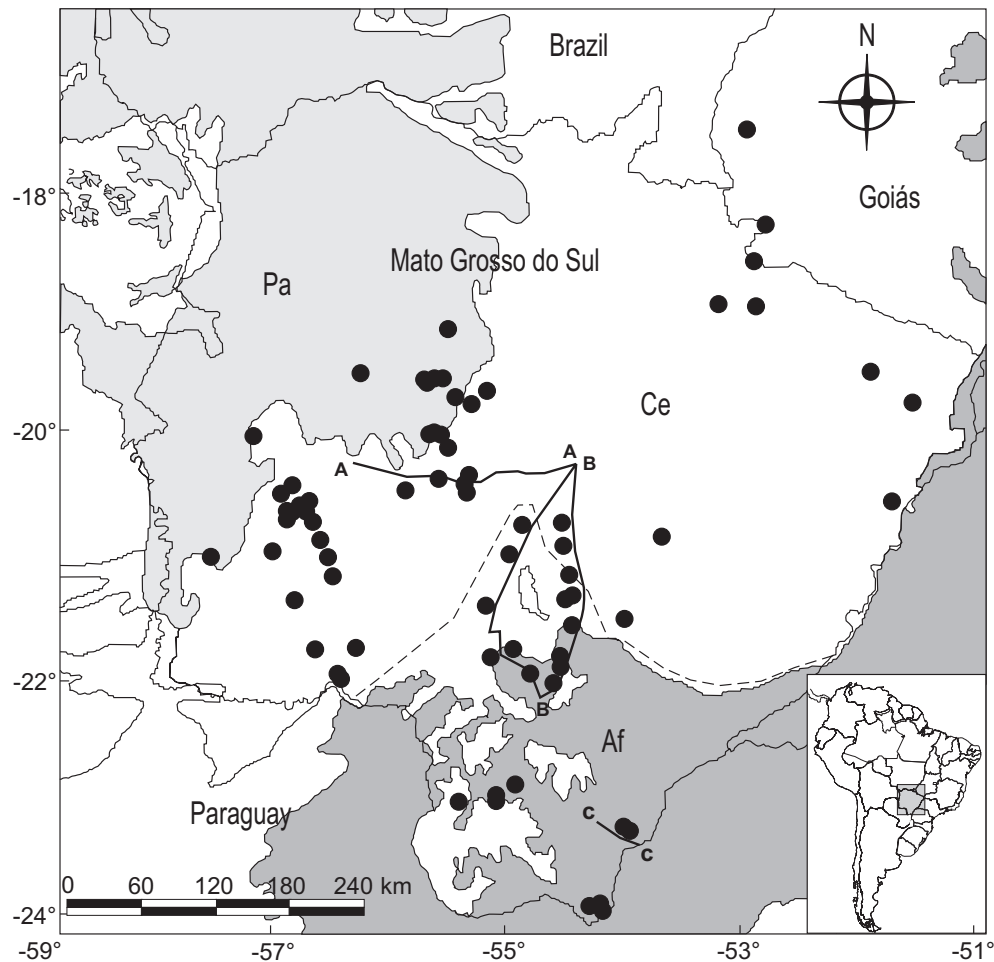 Brazil
N
-18°
Goiás
Mato Grosso do Sul
Pa
Ce
-20°
A
A
B
-22°
B
Af
Paraguay
c
c
0 60 120 180 240 km
-24°
-59° -57° -55° -53° -51°